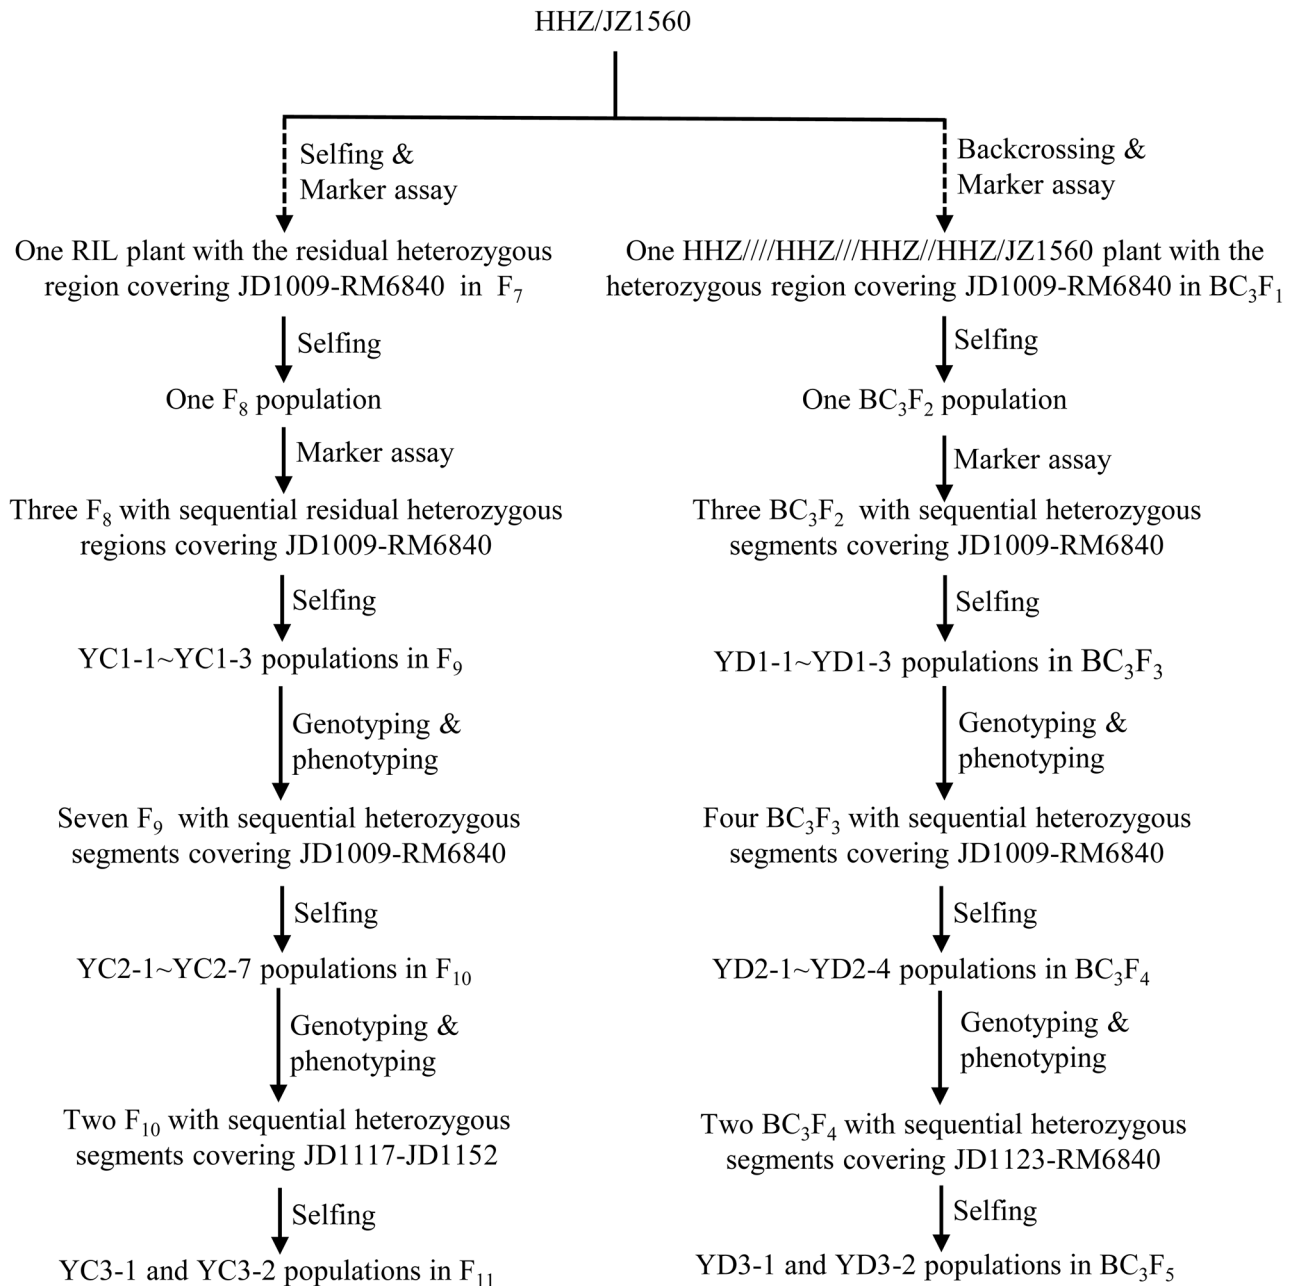 HHZ/JZ1560
Selfing &
Marker assay
One RIL plant with the residual heterozygous
region covering JD1009-RM6840 in F7
Selfing
One F8 population
Marker assay
Three F8 with sequential residual heterozygous
regions covering JD1009-RM6840
Selfing
YC1-1~YC1-3 populations in F9
Genotyping &
phenotyping
Seven F9 with sequential heterozygous
segments covering JD1009-RM6840
Selfing
YC2-1~YC2-7 populations in F10
Genotyping &
phenotyping
Two F10 with sequential heterozygous
segments covering JD1117-JD1152
Selfing
YC3-1 and YC3-2 populations in F11
Backcrossing &
Marker assay
One HHZ////HHZ///HHZ//HHZ/JZ1560 plant with the
heterozygous region covering JD1009-RM6840 in BC3F1
Selfing
One BC3F2 population
Marker assay
Three BC3F2 with sequential heterozygous
segments covering JD1009-RM6840
Selfing
YD1-1~YD1-3 populations in BC3F3
Genotyping &
phenotyping
Four BC3F3 with sequential heterozygous
segments covering JD1009-RM6840
Selfing
YD2-1~YD2-4 populations in BC3F4
Genotyping &
phenotyping
Two BC3F4 with sequential heterozygous
segments covering JD1123-RM6840
Selfing
YD3-1 and YD3-2 populations in BC3F5